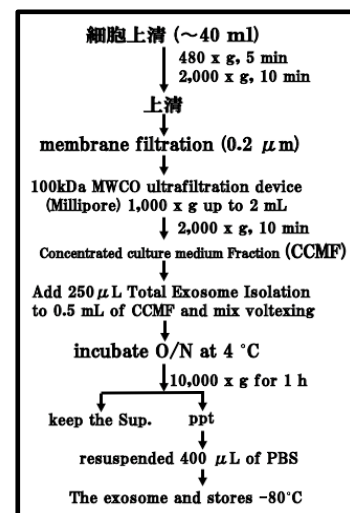 細胞上清 (～40 ml)
480 x g, 5 min
2,000 x g, 10 min
上清
membrane filtration (0.2 μm)
100kDa MWCO ultrafiltration device
(Millipore) 1,000 x g up to 2 mL
2,000 x g, 10 min
Concentrated culture medium Fraction (CCMF)
Add 250μL Total Exosome Isolation
to 0.5 mL of CCMF and mix voltexing
incubate O/N at 4 °C
10,000 x g for 1 h
keep the Sup. ppt
resuspended 400 μL of PBS
The exosome and stores -80°C